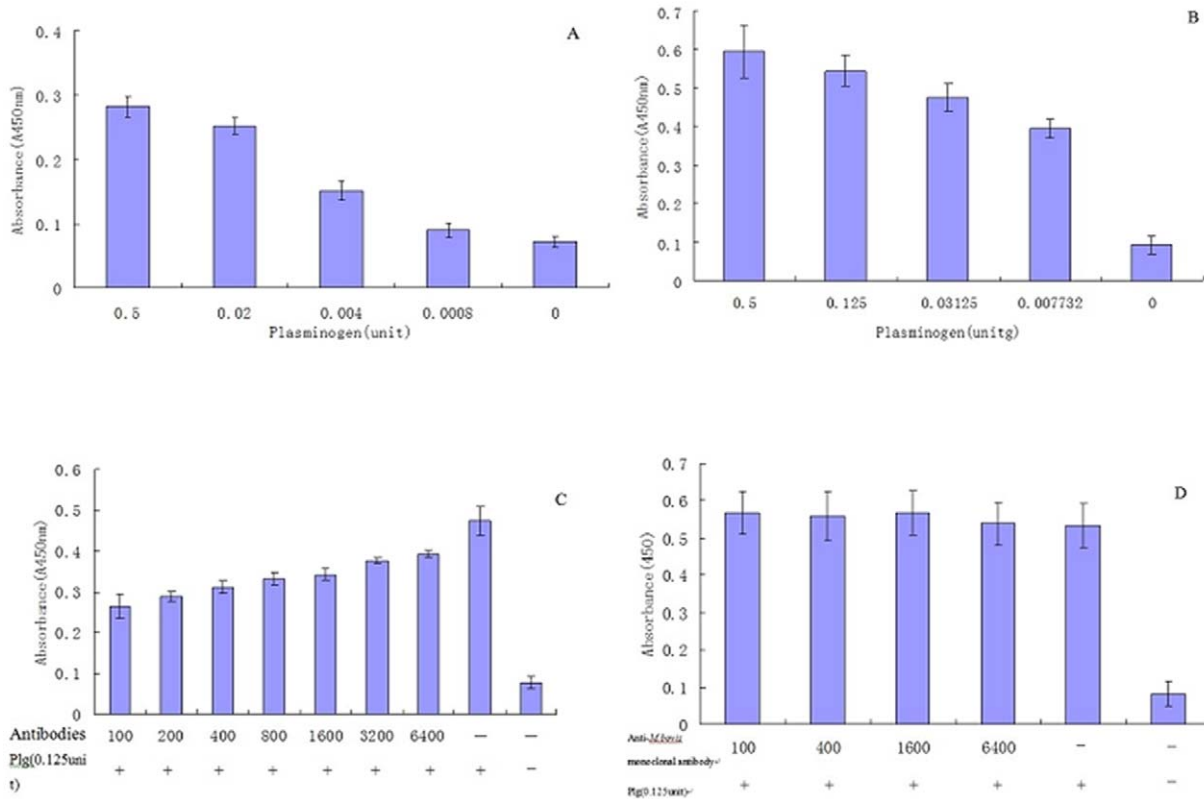 A
0.4
0.3
0.2
0.1
0
Absorbance(A450nm)
0.5 0.02 0.004 0.0008 0
Plasminogen(unit)
B
0.7
0.6
0.5
0.4
0.3
0.2
0.1
0
Absorbance(A450nm)
0.5 0.125 0.03125 0.007732 0
Plasminogen(unitg)
C
0.6
0.5
0.4
0.3
0.2
0.1
0
Absorbance(A450nm)
Antibodies 100 200 400 800 1600 3200 6400 — —
Plg(0.125uni
t) + + + + + + + + —
D
0.7
0.6
0.5
0.4
0.3
0.2
0.1
0
Absorbance(450)
Anti-M.bovis
monoclonal antibody 100 400 1600 6400 – –
Plg(0.125unit) + + + + + –